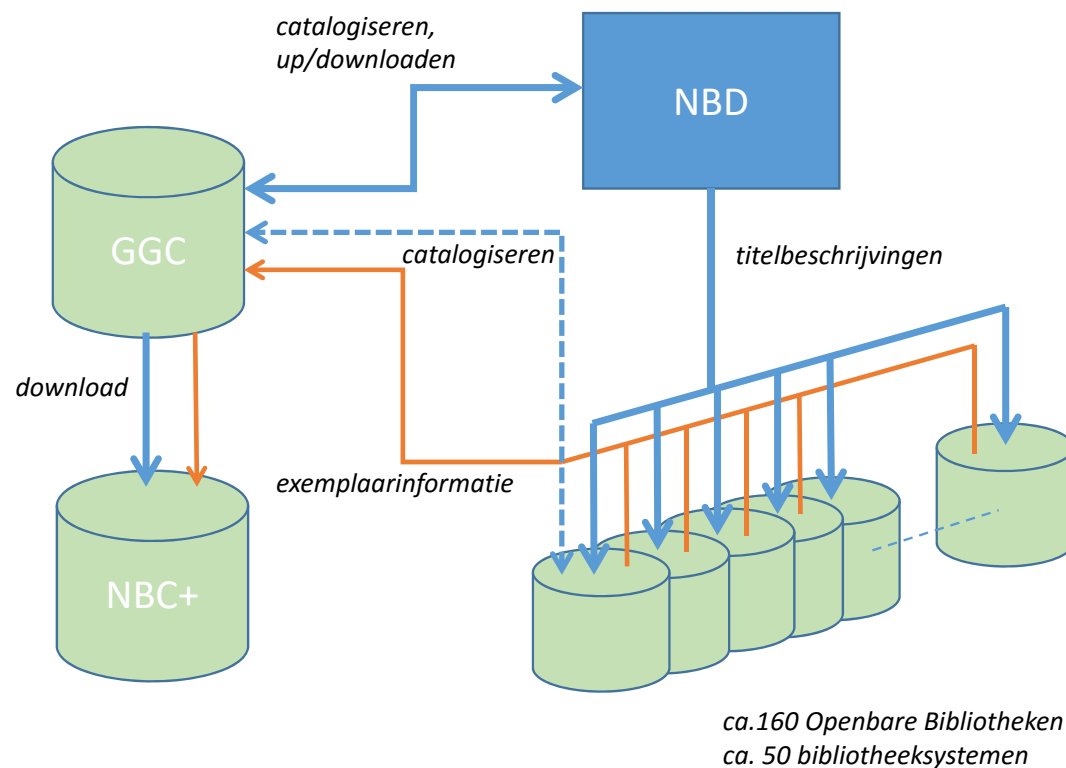 catalogiseren,
up/downloaden
NBD
GGC
catalogiseren
titelbeschrijvingen
download
exemplaarinformatie
NBC+
ca.160 Openbare Bibliotheken
ca. 50 bibliotheeksystemen